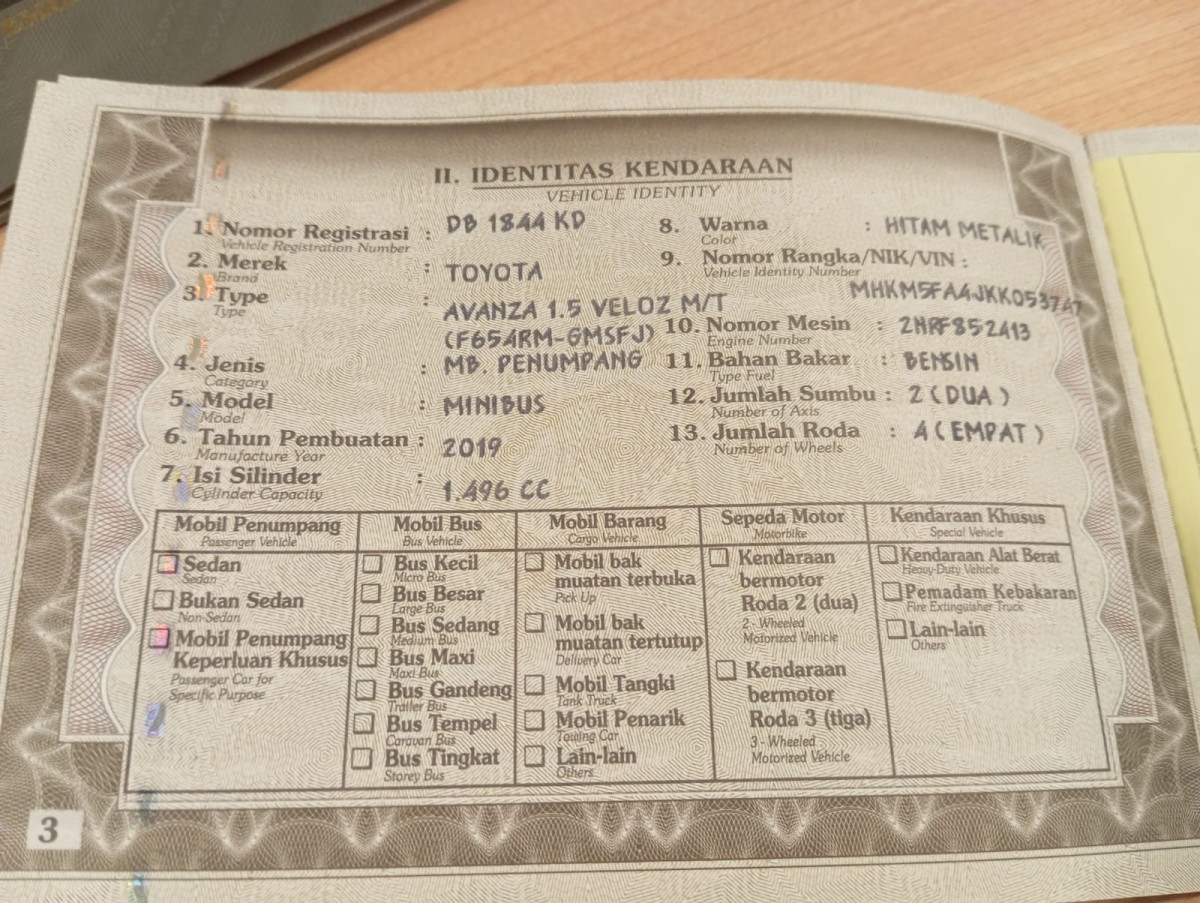 II. IDENTITAS KENDARAAN
VEHICLE IDENTITY
1. Nomor Registrasi : DB 1844 KD
Vehicle Registration Number
2. Merek : TOYOTA
Brand
3. Type : AVANZA 1.5 VELOZ M/T
Type
(F654RM-GMSFJ)
4. Jenis : MB. PENUMPANG
Category
5. Model : MINIBUS
Model
6. Tahun Pembuatan : 2019
Manufacture Year
7. Isi Silinder : 1.496 CC
Cylinder Capacity
8. Warna : HITAM METALIK
Color
9. Nomor Rangka/NIK/VIN :
Vehicle Identity Number
MHKM5FA4JKK053747
10. Nomor Mesin : 2NRF852413
Engine Number
11. Bahan Bakar : BENSIN
Type Fuel
12. Jumlah Sumbu : 2 (DUA)
Number of Axis
13. Jumlah Roda : 4 (EMPAT)
Number of Wheels
Mobil Penumpang
Passenger Vehicle
Sedan
Sedan
Bukan Sedan
Non-Sedan
Mobil Penumpang
Keperluan Khusus
Passenger Car for
Specific Purpose
Mobil Bus
Bus Vehicle
Bus Kecil
Micro Bus
Bus Besar
Large Bus
Bus Sedang
Medium Bus
Bus Maxi
Maxi Bus
Bus Gandeng
Trailer Bus
Bus Tempel
Caravan Bus
Bus Tingkat
Storey Bus
Mobil Barang
Cargo Vehicle
Mobil bak
muatan terbuka
Pick Up
Mobil bak
muatan tertutup
Delivery Car
Mobil Tangki
Tank Truck
Mobil Penarik
Towing Car
Lain-lain
Others
Sepeda Motor
Motorbike
Kendaraan
bermotor
Roda 2 (dua)
2 - Wheeled
Motorized Vehicle
Kendaraan
bermotor
Roda 3 (tiga)
3 - Wheeled
Motorized Vehicle
Kendaraan Khusus
Special Vehicle
Kendaraan Alat Berat
Heavy-Duty Vehicle
Pemadam Kebakaran
Fire Extinguisher Truck
Lain-lain
Others
3